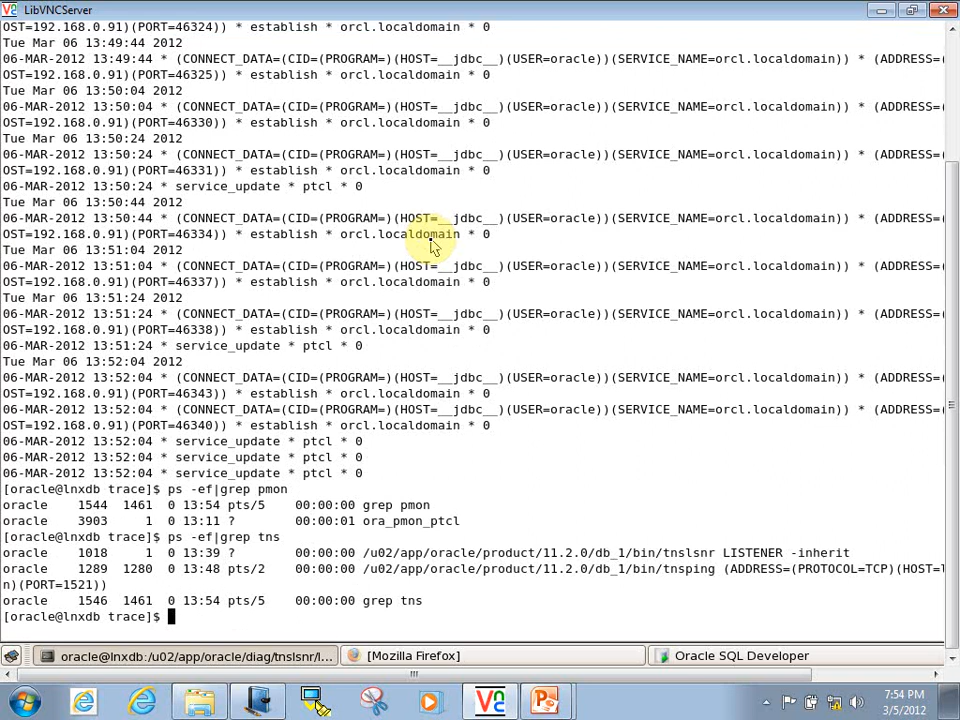 LibVNCServer
OST=192.168.0.91)(PORT=46324)) * establish * orcl.localdomain * 0
Tue Mar 06 13:49:44 2012
06-MAR-2012 13:49:44 * (CONNECT_DATA=(CID=(PROGRAM=)(HOST=__jdbc__)(USER=oracle))(SERVICE_NAME=orcl.localdomain)) * (ADDRESS=(
OST=192.168.0.91)(PORT=46325)) * establish * orcl.localdomain * 0
Tue Mar 06 13:50:04 2012
06-MAR-2012 13:50:04 * (CONNECT_DATA=(CID=(PROGRAM=)(HOST=__jdbc__)(USER=oracle))(SERVICE_NAME=orcl.localdomain)) * (ADDRESS=(
OST=192.168.0.91)(PORT=46330)) * establish * orcl.localdomain * 0
Tue Mar 06 13:50:24 2012
06-MAR-2012 13:50:24 * (CONNECT_DATA=(CID=(PROGRAM=)(HOST=__jdbc__)(USER=oracle))(SERVICE_NAME=orcl.localdomain)) * (ADDRESS=(
OST=192.168.0.91)(PORT=46331)) * establish * orcl.localdomain * 0
06-MAR-2012 13:50:24 * service_update * ptcl * 0
Tue Mar 06 13:50:44 2012
06-MAR-2012 13:50:44 * (CONNECT_DATA=(CID=(PROGRAM=)(HOST=__jdbc__)(USER=oracle))(SERVICE_NAME=orcl.localdomain)) * (ADDRESS=(
OST=192.168.0.91)(PORT=46334)) * establish * orcl.localdomain * 0
Tue Mar 06 13:51:04 2012
06-MAR-2012 13:51:04 * (CONNECT_DATA=(CID=(PROGRAM=)(HOST=__jdbc__)(USER=oracle))(SERVICE_NAME=orcl.localdomain)) * (ADDRESS=(
OST=192.168.0.91)(PORT=46337)) * establish * orcl.localdomain * 0
Tue Mar 06 13:51:24 2012
06-MAR-2012 13:51:24 * (CONNECT_DATA=(CID=(PROGRAM=)(HOST=__jdbc__)(USER=oracle))(SERVICE_NAME=orcl.localdomain)) * (ADDRESS=(
OST=192.168.0.91)(PORT=46338)) * establish * orcl.localdomain * 0
06-MAR-2012 13:51:24 * service_update * ptcl * 0
Tue Mar 06 13:52:04 2012
06-MAR-2012 13:52:04 * (CONNECT_DATA=(CID=(PROGRAM=)(HOST=__jdbc__)(USER=oracle))(SERVICE_NAME=orcl.localdomain)) * (ADDRESS=(
OST=192.168.0.91)(PORT=46343)) * establish * orcl.localdomain * 0
06-MAR-2012 13:52:04 * (CONNECT_DATA=(CID=(PROGRAM=)(HOST=__jdbc__)(USER=oracle))(SERVICE_NAME=orcl.localdomain)) * (ADDRESS=(
OST=192.168.0.91)(PORT=46340)) * establish * orcl.localdomain * 0
06-MAR-2012 13:52:04 * service_update * ptcl * 0
06-MAR-2012 13:52:04 * service_update * ptcl * 0
06-MAR-2012 13:52:04 * service_update * ptcl * 0
[oracle@lnxdb trace]$ ps -ef|grep pmon
oracle    1544  1461  0 13:54 pts/5    00:00:00 grep pmon
oracle    3903     1  0 13:11 ?        00:00:01 ora_pmon_ptcl
[oracle@lnxdb trace]$ ps -ef|grep tns
oracle    1018     1  0 13:39 ?        00:00:00 /u02/app/oracle/product/11.2.0/db_1/bin/tnslsnr LISTENER -inherit
oracle    1289  1280  0 13:48 pts/2    00:00:00 /u02/app/oracle/product/11.2.0/db_1/bin/tnsping (ADDRESS=(PROTOCOL=TCP)(HOST=
n)(PORT=1521))
oracle    1546  1461  0 13:54 pts/5    00:00:00 grep tns
[oracle@lnxdb trace]$
oracle@lnxdb:/u02/app/oracle/diag/tnslsnr/l... [Mozilla Firefox] Oracle SQL Developer
7:54 PM
3/5/2012